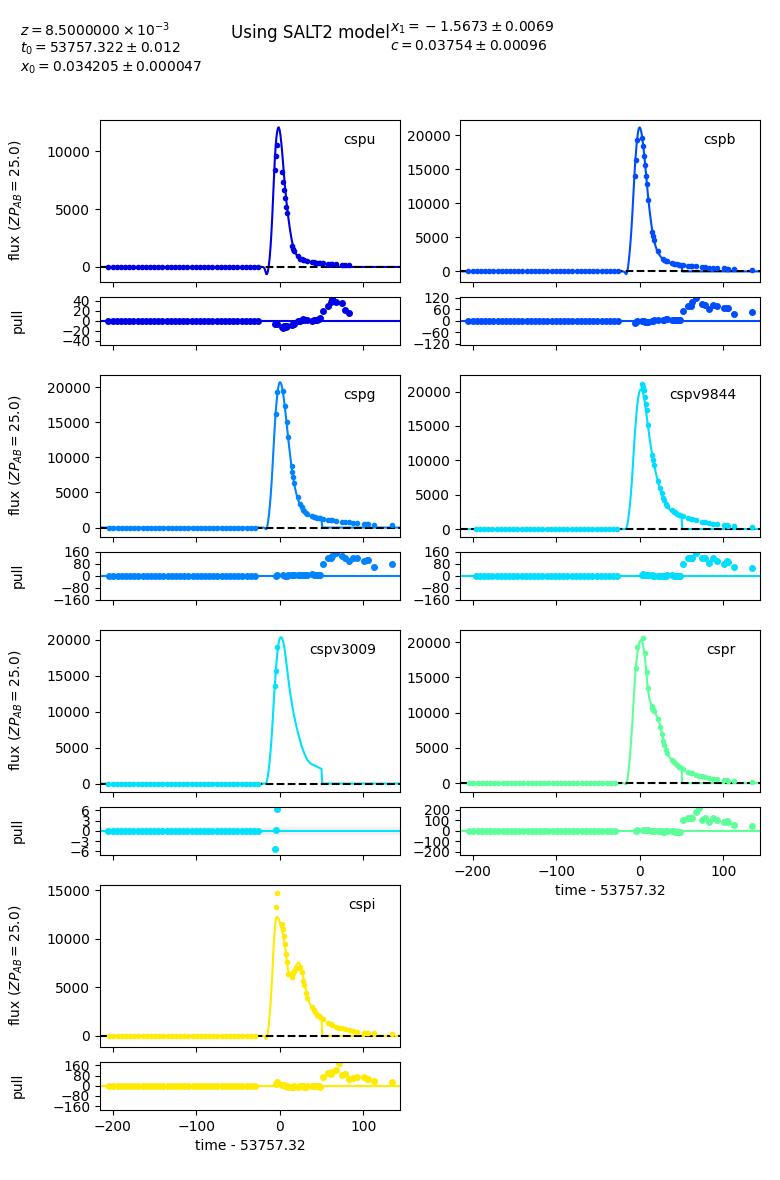 z = 8.5000000 × 10⁻³
t₀ = 53757.322 ± 0.012
x₀ = 0.034205 ± 0.000047
Using SALT2 model
x₁ = −1.5673 ± 0.0069
c = 0.03754 ± 0.00096
flux (ZP_AB = 25.0)
10000
5000
0
cspu
20000
15000
10000
5000
0
cspb
pull
40
20
0
−20
−40
120
60
0
−60
−120
flux (ZP_AB = 25.0)
20000
15000
10000
5000
0
cspg
20000
15000
10000
5000
0
cspv9844
pull
160
80
0
−80
−160
160
80
0
−80
−160
flux (ZP_AB = 25.0)
20000
15000
10000
5000
0
cspv3009
20000
15000
10000
5000
0
cspr
pull
6
3
0
−3
−6
200
100
0
−100
−200
−200 −100 0 100
time - 53757.32
flux (ZP_AB = 25.0)
15000
10000
5000
0
cspi
pull
160
80
0
−80
−160
−200 −100 0 100
time - 53757.32